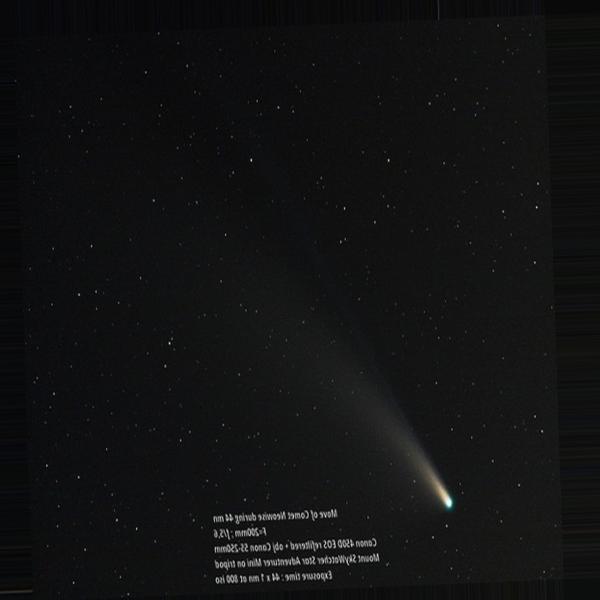 Move of Comet Neowise during 44 mn
F=200mm ; f/5,6
Canon 450D EOS refiltered + obj Canon 55-250mm
Mount SkyWatcher Star Adventurer Mini on tripod
Exposure time : 44 x 1 mn at 800 iso